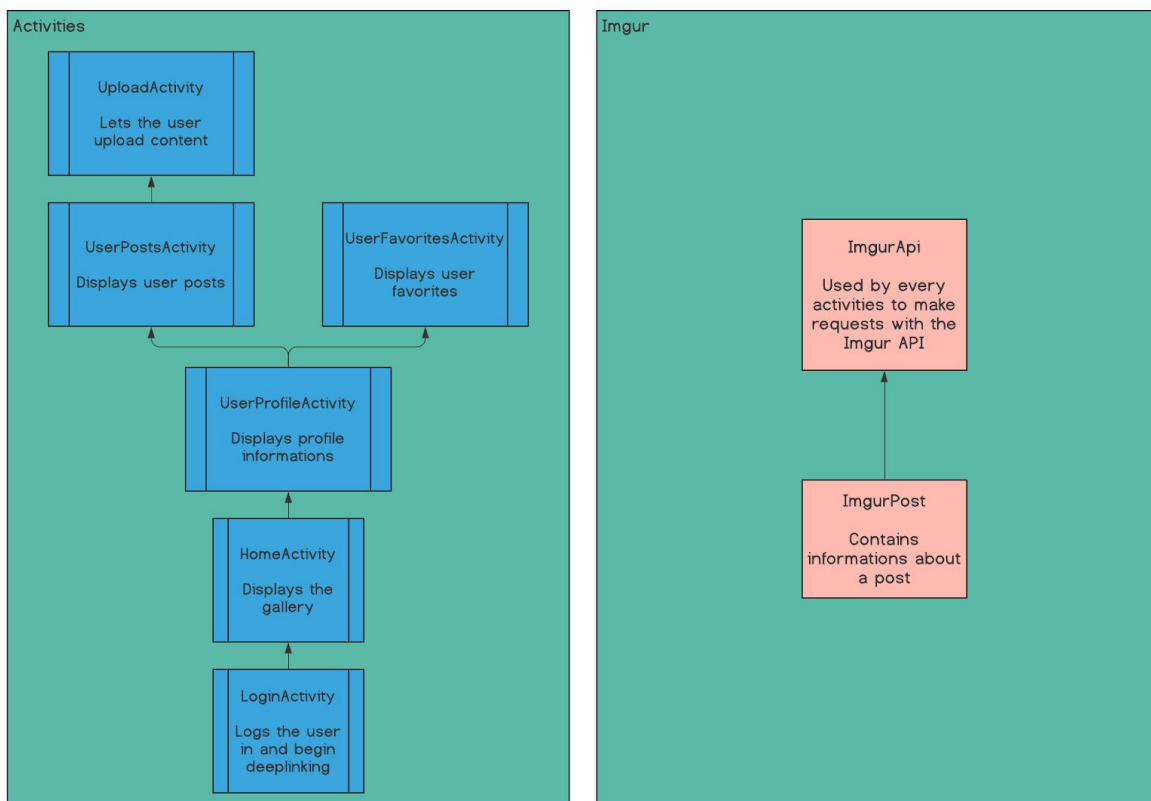 Activities
UploadActivity
Lets the user
upload content
UserPostsActivity
Displays user posts
UserFavoritesActivity
Displays user
favorites
UserProfileActivity
Displays profile
informations
HomeActivity
Displays the
gallery
LoginActivity
Logs the user
in and begin
deeplinking
Imgur
ImgurApi
Used by every
activities to make
requests with the
Imgur API
ImgurPost
Contains
informations about
a post